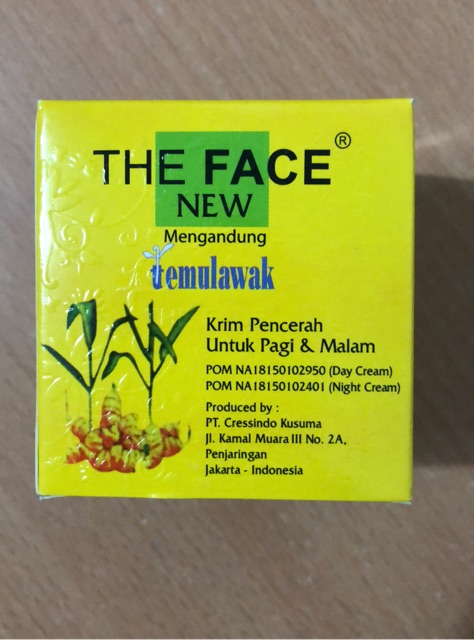 THE FACE®
NEW
Mengandung
temulawak
Krim Pencerah
Untuk Pagi & Malam
POM NA18150102950 (Day Cream)
POM NA18150102401 (Night Cream)
Produced by :
PT. Cressindo Kusuma
Jl. Kamal Muara III No. 2A,
Penjaringan
Jakarta - Indonesia